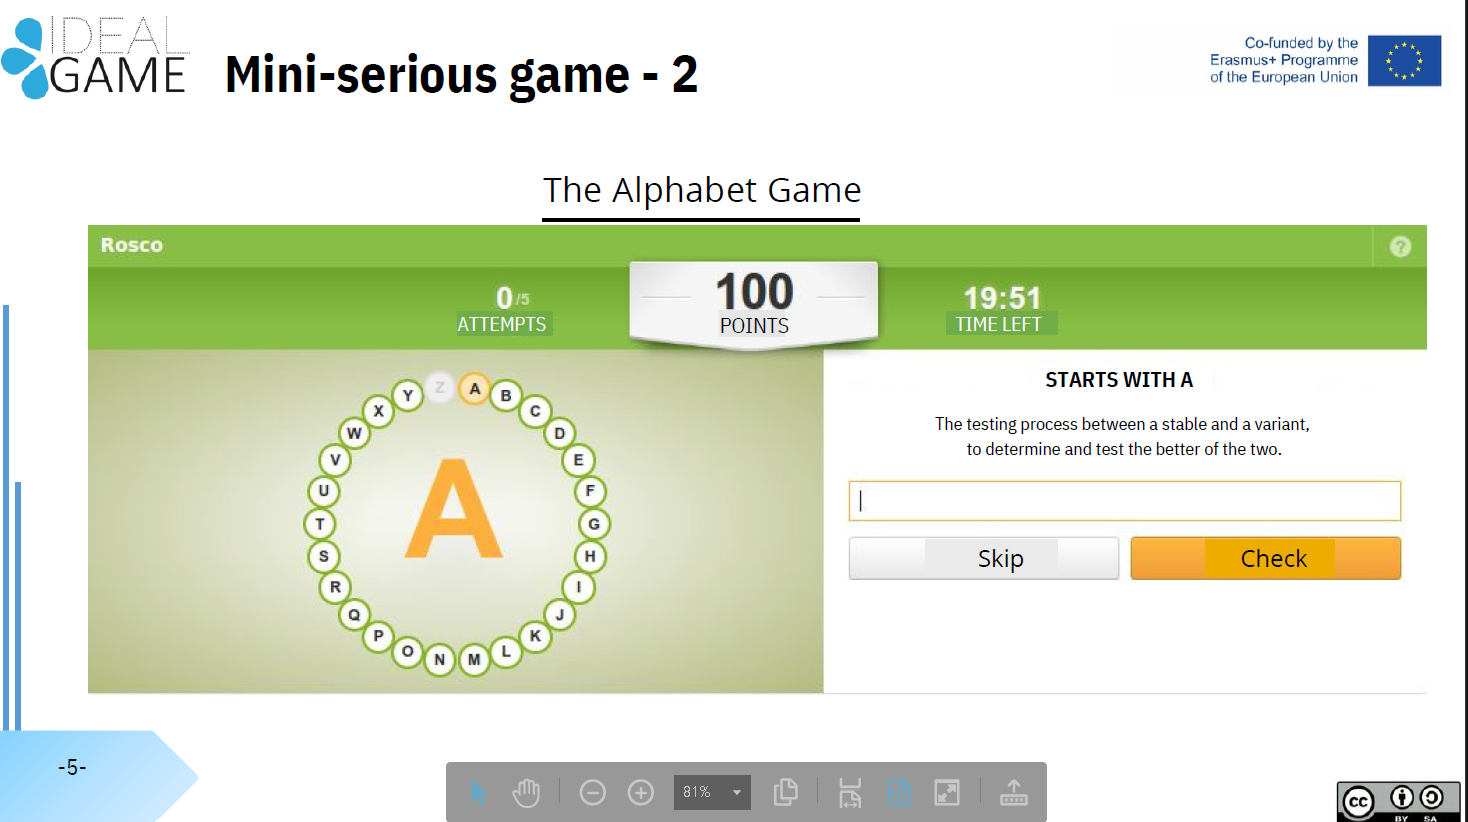 IDEAL
GAME
Mini-serious game - 2
Co-funded by the
Erasmus+ Programme
of the European Union
The Alphabet Game
Rosco
?
0/5
ATTEMPTS
100
POINTS
19:51
TIME LEFT
STARTS WITH A
The testing process between a stable and a variant,
to determine and test the better of the two.
Skip
Check
A
A
B
C
D
E
F
G
H
I
J
K
L
M
N
O
P
Q
R
S
T
U
V
W
X
Y
Z
-5-
81%
cc
BY SA